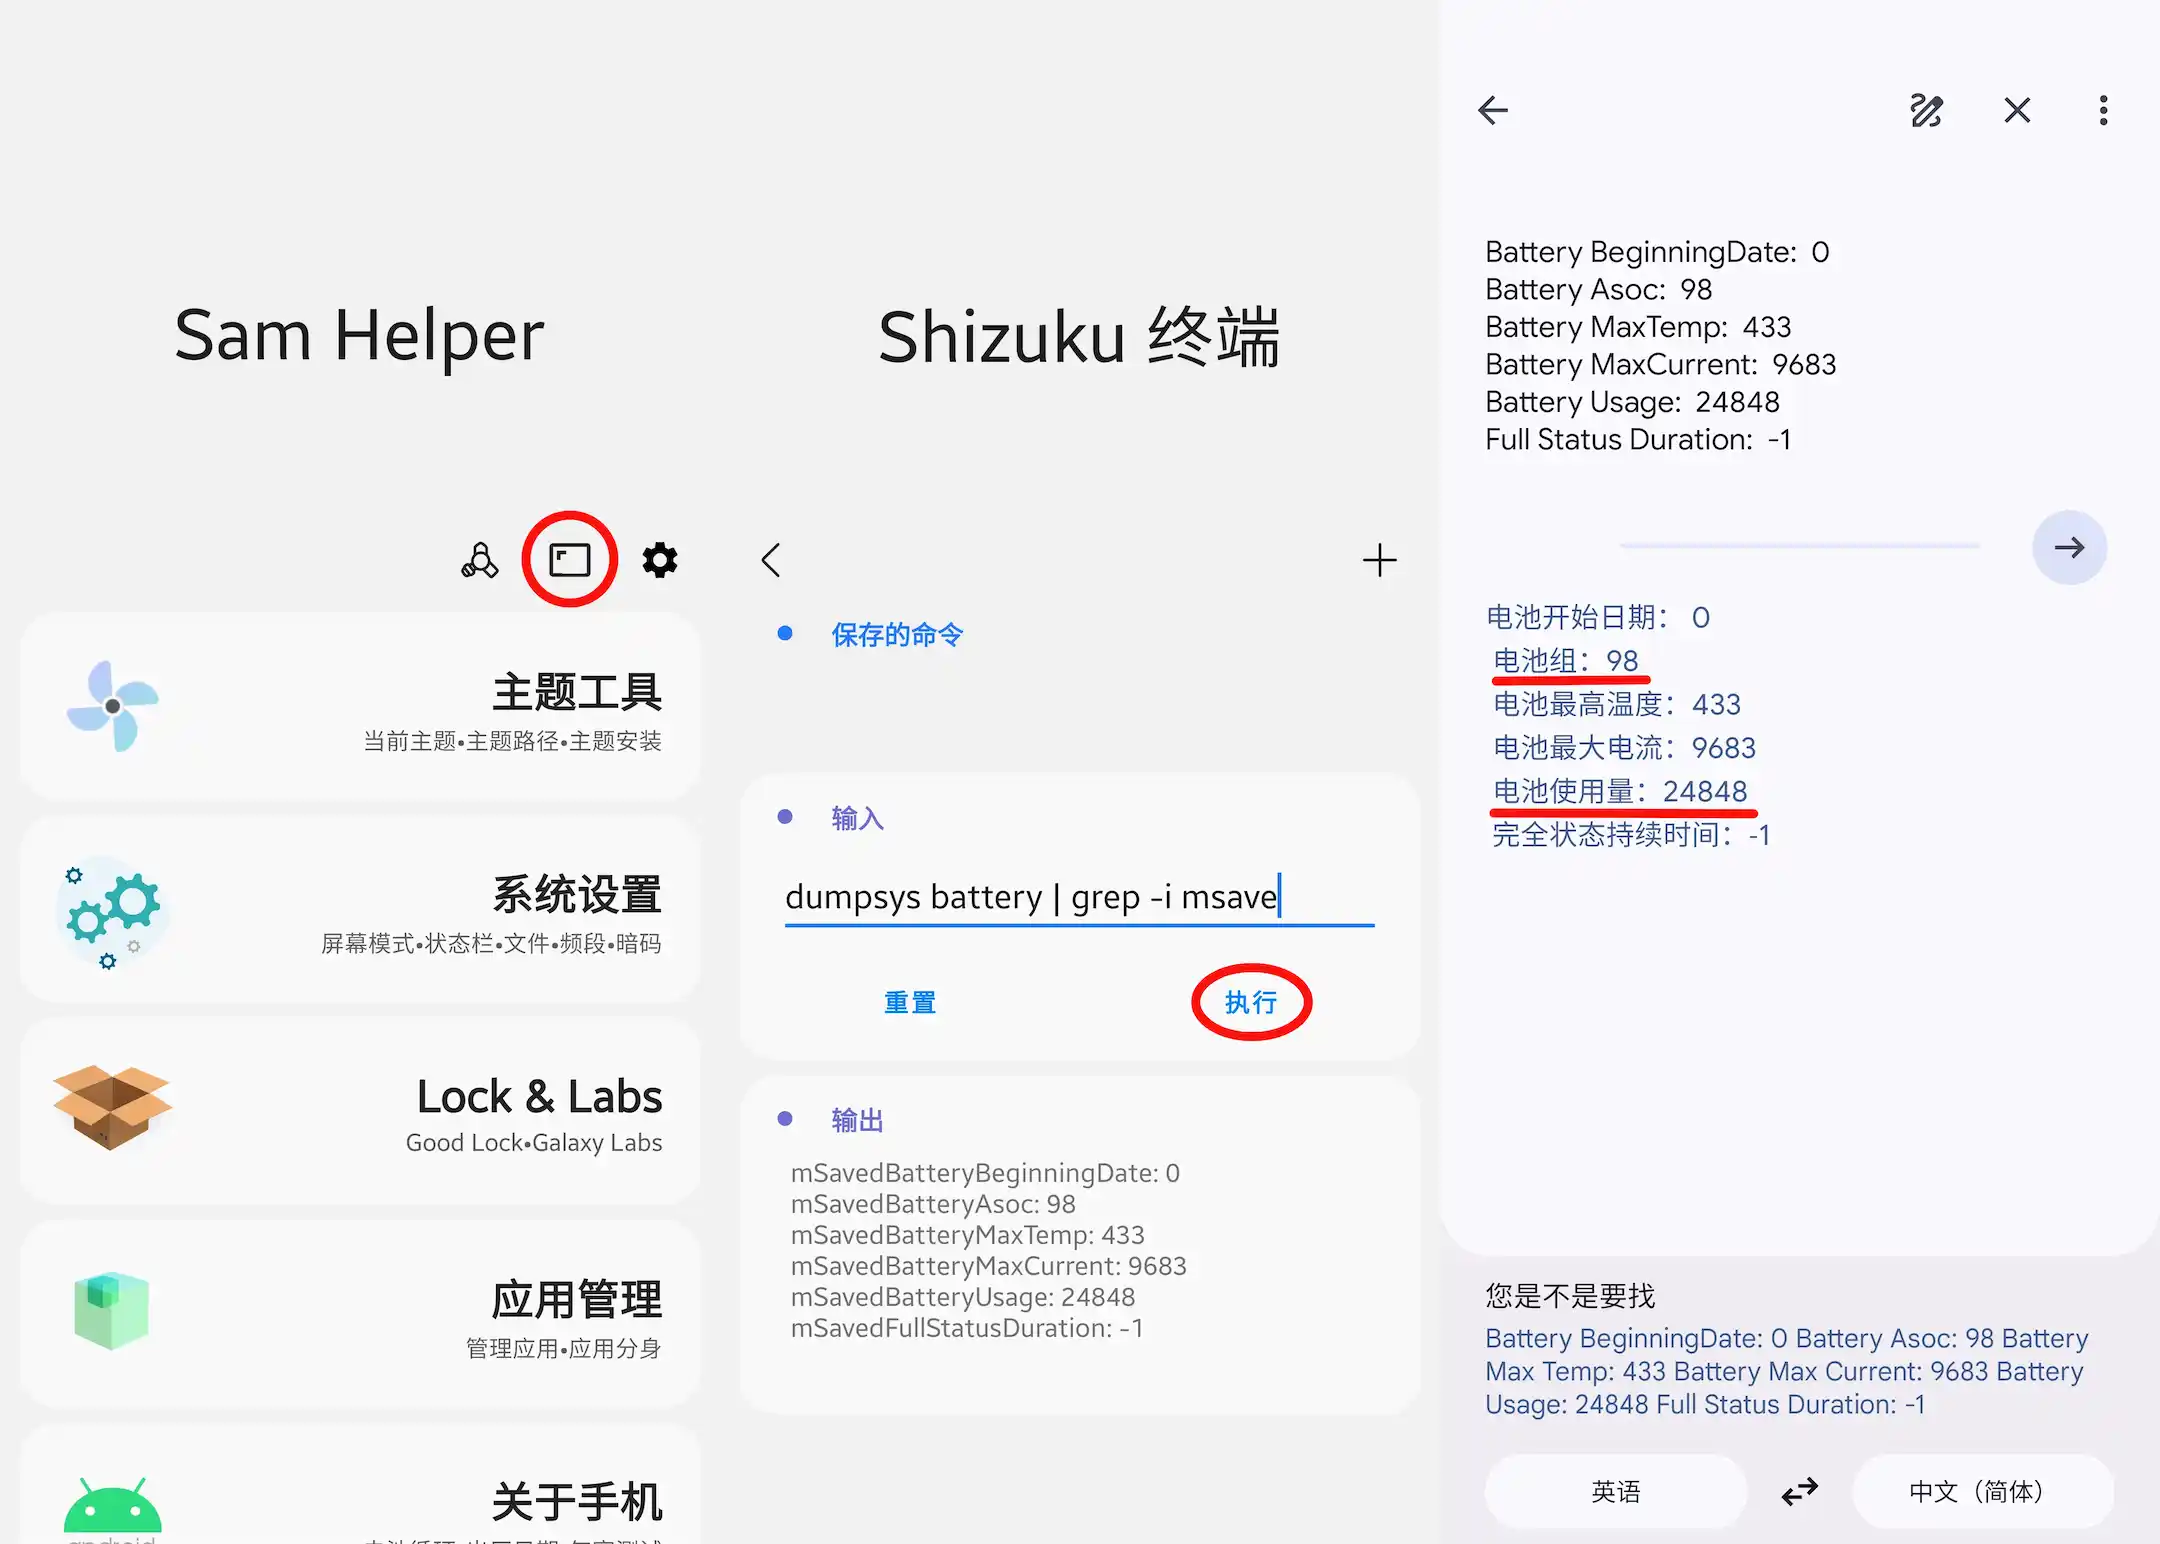 Sam Helper
主题工具
当前主题•主题路径•主题安装
系统设置
屏幕模式•状态栏•文件•频段•暗码
Lock & Labs
Good Lock•Galaxy Labs
应用管理
管理应用•应用分身
关于手机
Shizuku 终端
保存的命令
输入
dumpsys battery | grep -i msave
重置
执行
输出
mSavedBatteryBeginningDate: 0
mSavedBatteryAsoc: 98
mSavedBatteryMaxTemp: 433
mSavedBatteryMaxCurrent: 9683
mSavedBatteryUsage: 24848
mSavedFullStatusDuration: -1
Battery BeginningDate: 0
Battery Asoc: 98
Battery MaxTemp: 433
Battery MaxCurrent: 9683
Battery Usage: 24848
Full Status Duration: -1
电池开始日期： 0
电池组：98
电池最高温度：433
电池最大电流：9683
电池使用量：24848
完全状态持续时间：-1
您是不是要找
Battery BeginningDate: 0 Battery Asoc: 98 Battery
Max Temp: 433 Battery Max Current: 9683 Battery
Usage: 24848 Full Status Duration: -1
英语
中文（简体）